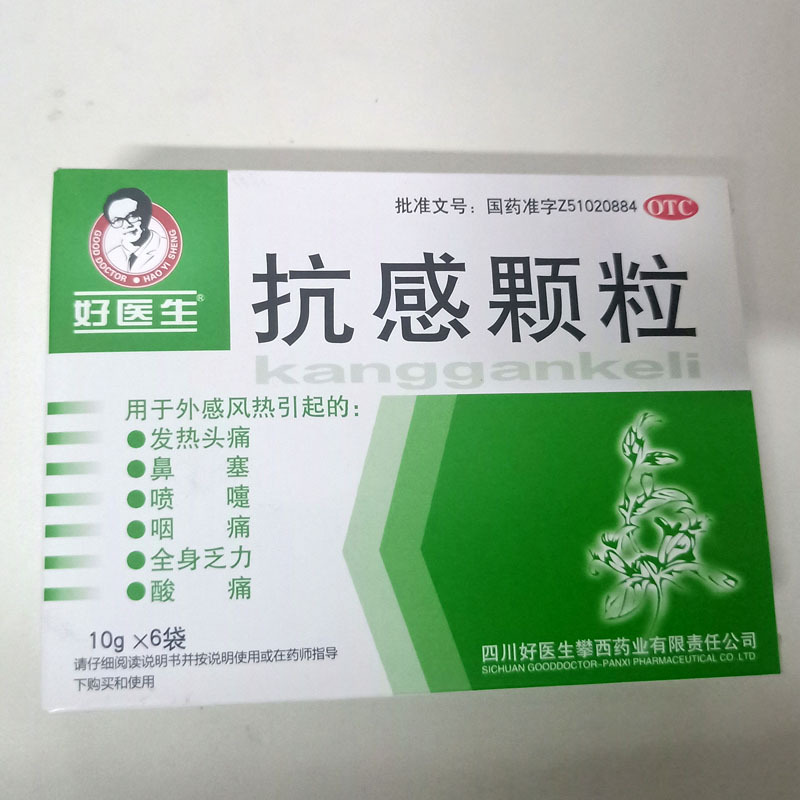 批准文号：国药准字Z51020884 OTC
GOOD DOCTOR · HAO YI SHENG
好医生®
抗感颗粒
kanggankeli
用于外感风热引起的：
●发热头痛
●鼻塞
●喷嚏
●咽痛
●全身乏力
●酸痛
10g×6袋
请仔细阅读说明书并按说明使用或在药师指导
下购买和使用
四川好医生攀西药业有限责任公司
SICHUAN GOODDOCTOR-PANXI PHARMACEUTICAL CO. LTD